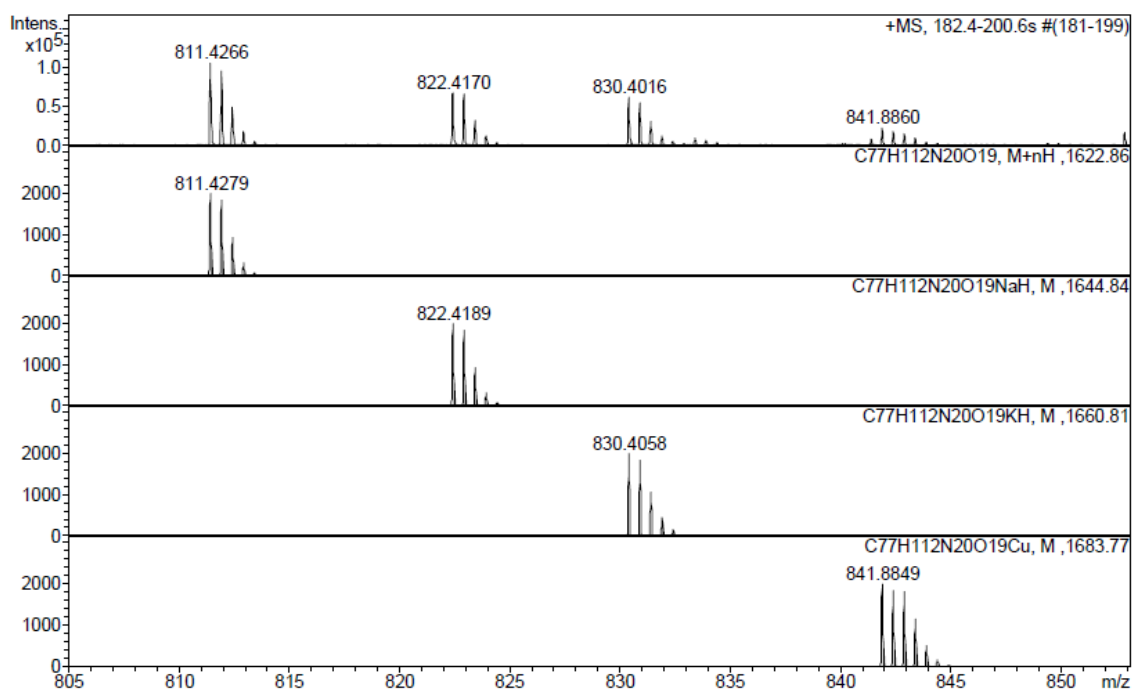 Intens.
x10⁵
+MS, 182.4-200.6s #(181-199)
811.4266
1.0
822.4170
830.4016
0.5
841.8860
0.0
C77H112N20O19, M+nH ,1622.86
811.4279
2000
1000
0
C77H112N20O19NaH, M ,1644.84
822.4189
2000
1000
0
C77H112N20O19KH, M ,1660.81
830.4058
2000
1000
0
C77H112N20O19Cu, M ,1683.77
841.8849
2000
1000
0
805 810 815 820 825 830 835 840 845 850 m/z